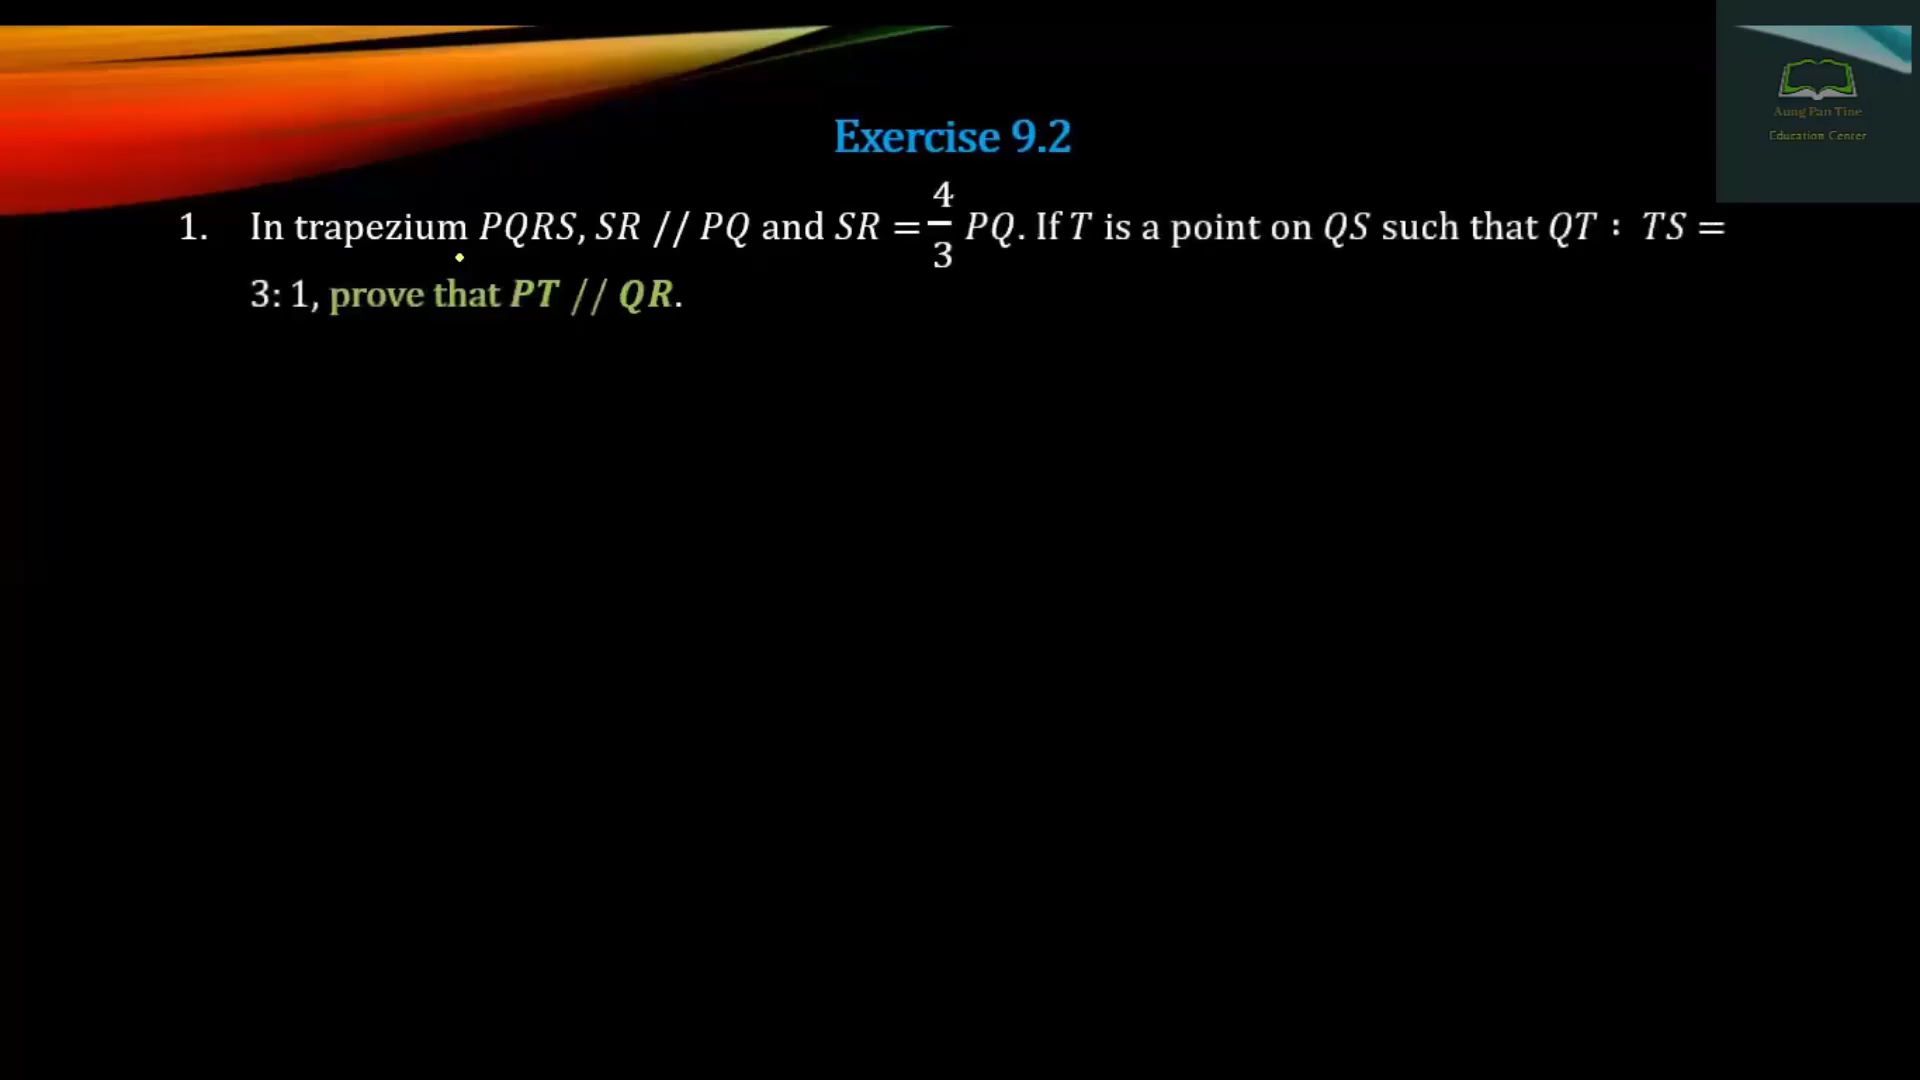 Aung Pan Tine
Education Center
Exercise 9.2
1. In trapezium PQRS, SR // PQ and SR = 4/3 PQ. If T is a point on QS such that QT : TS =
3: 1, prove that PT // QR.